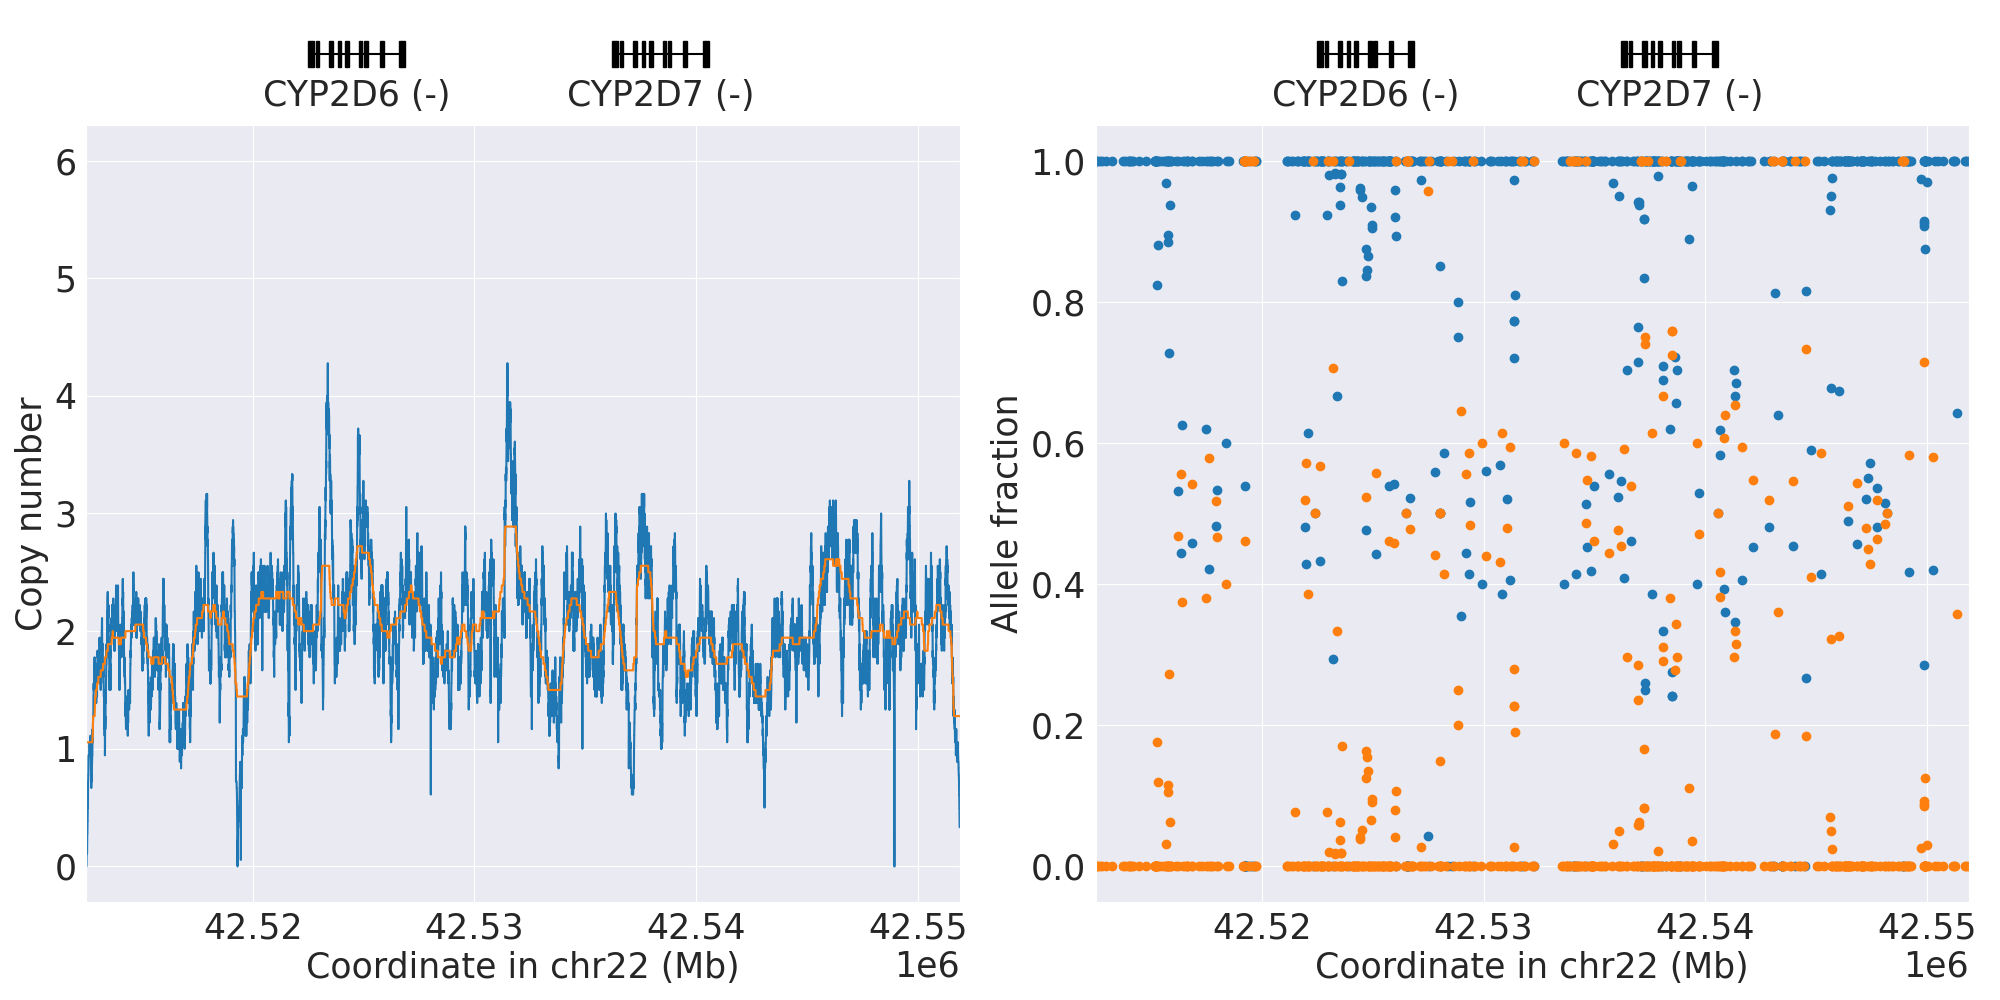 CYP2D6 (-)
CYP2D7 (-)
6
5
4
3
2
1
0
Copy number
42.52
42.53
42.54
42.55
Coordinate in chr22 (Mb)
1e6
CYP2D6 (-)
CYP2D7 (-)
1.0
0.8
0.6
0.4
0.2
0.0
Allele fraction
42.52
42.53
42.54
42.55
Coordinate in chr22 (Mb)
1e6